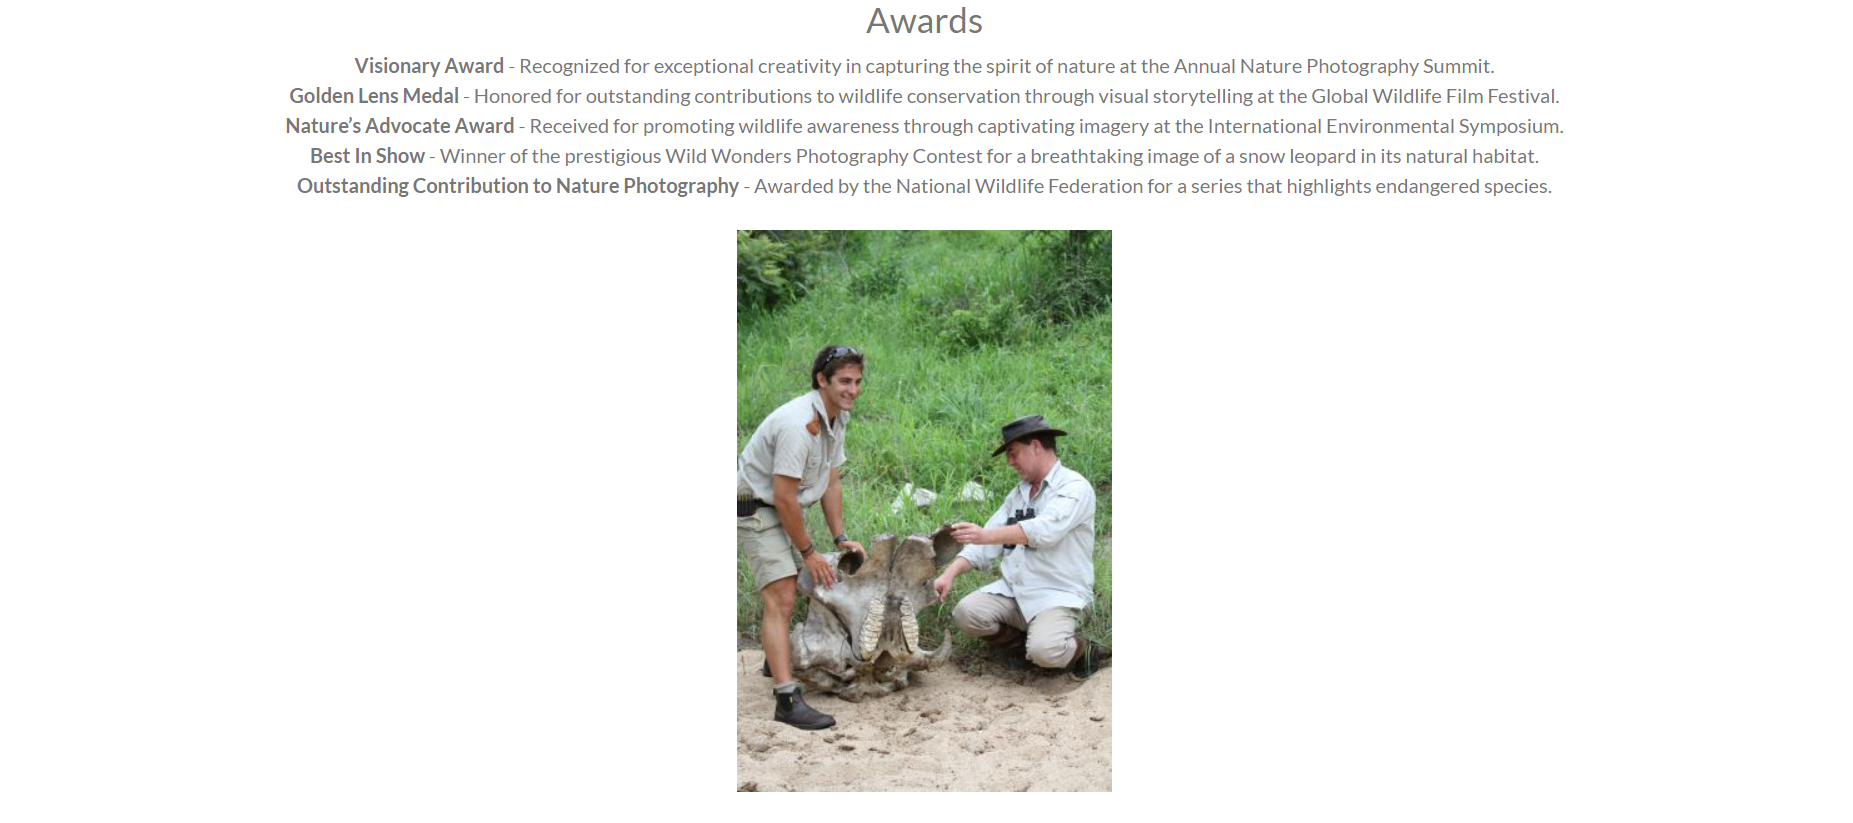 Awards
Visionary Award - Recognized for exceptional creativity in capturing the spirit of nature at the Annual Nature Photography Summit.
Golden Lens Medal - Honored for outstanding contributions to wildlife conservation through visual storytelling at the Global Wildlife Film Festival.
Nature’s Advocate Award - Received for promoting wildlife awareness through captivating imagery at the International Environmental Symposium.
Best In Show - Winner of the prestigious Wild Wonders Photography Contest for a breathtaking image of a snow leopard in its natural habitat.
Outstanding Contribution to Nature Photography - Awarded by the National Wildlife Federation for a series that highlights endangered species.